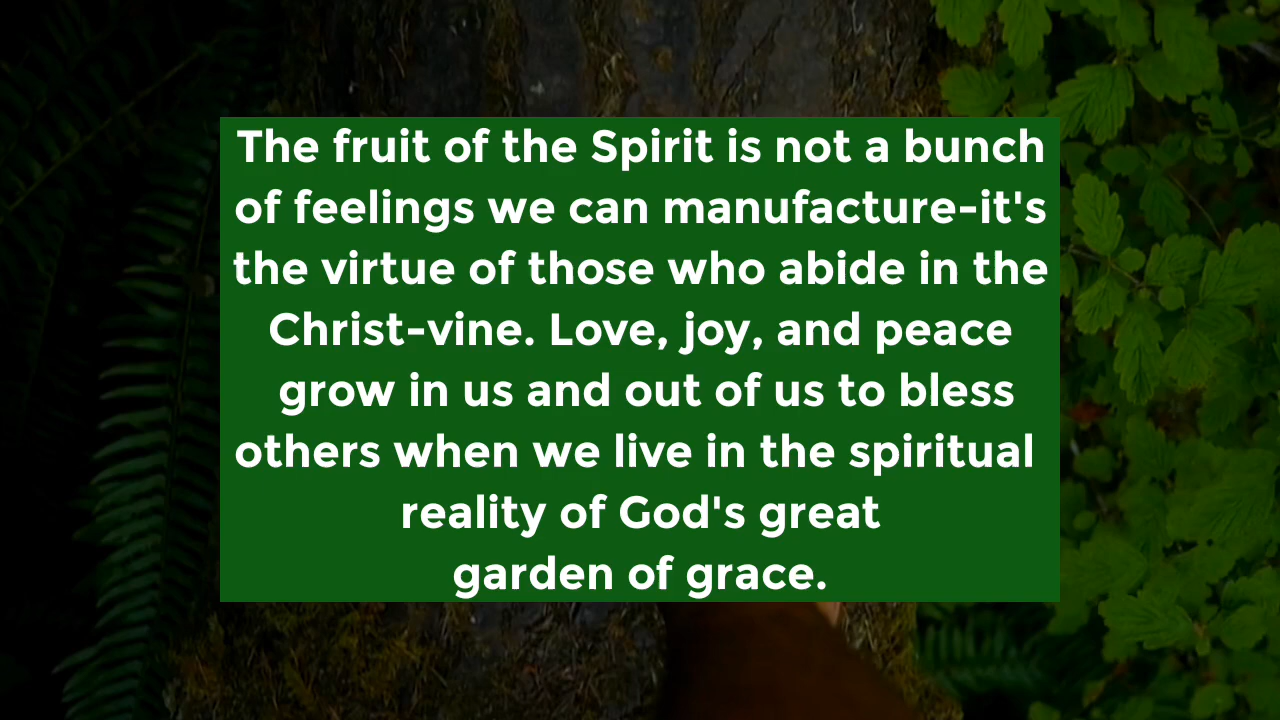 The fruit of the Spirit is not a bunch
of feelings we can manufacture-it's
the virtue of those who abide in the
Christ-vine. Love, joy, and peace
grow in us and out of us to bless
others when we live in the spiritual
reality of God's great
garden of grace.